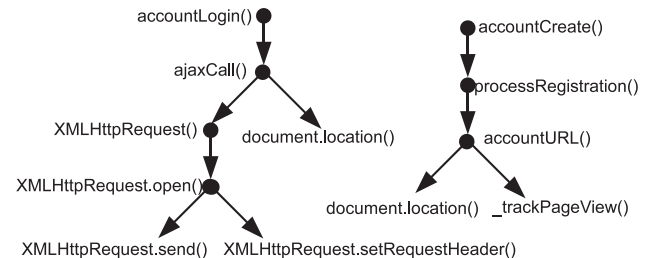 accountLogin()
ajaxCall()
XMLHttpRequest()
document.location()
XMLHttpRequest.open()
XMLHttpRequest.send()
XMLHttpRequest.setRequestHeader()
accountCreate()
processRegistration()
accountURL()
document.location()
_trackPageView()